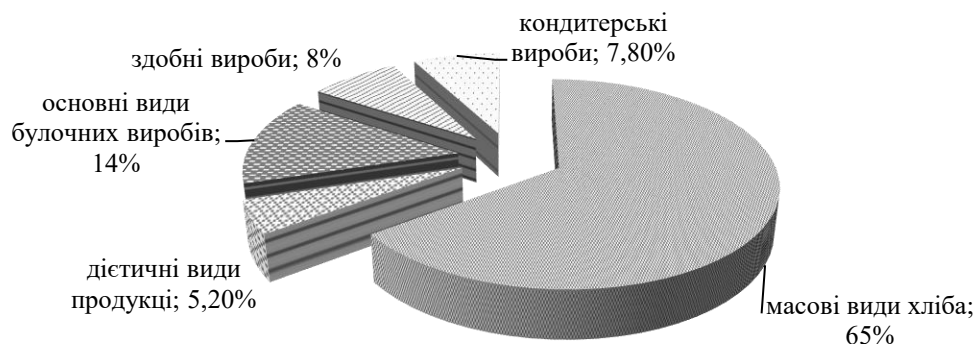 кондитерські
вироби; 7,80%
здобні вироби; 8%
основні види
булочних виробів;
14%
дієтичні види
продукці; 5,20%
масові види хліба;
65%